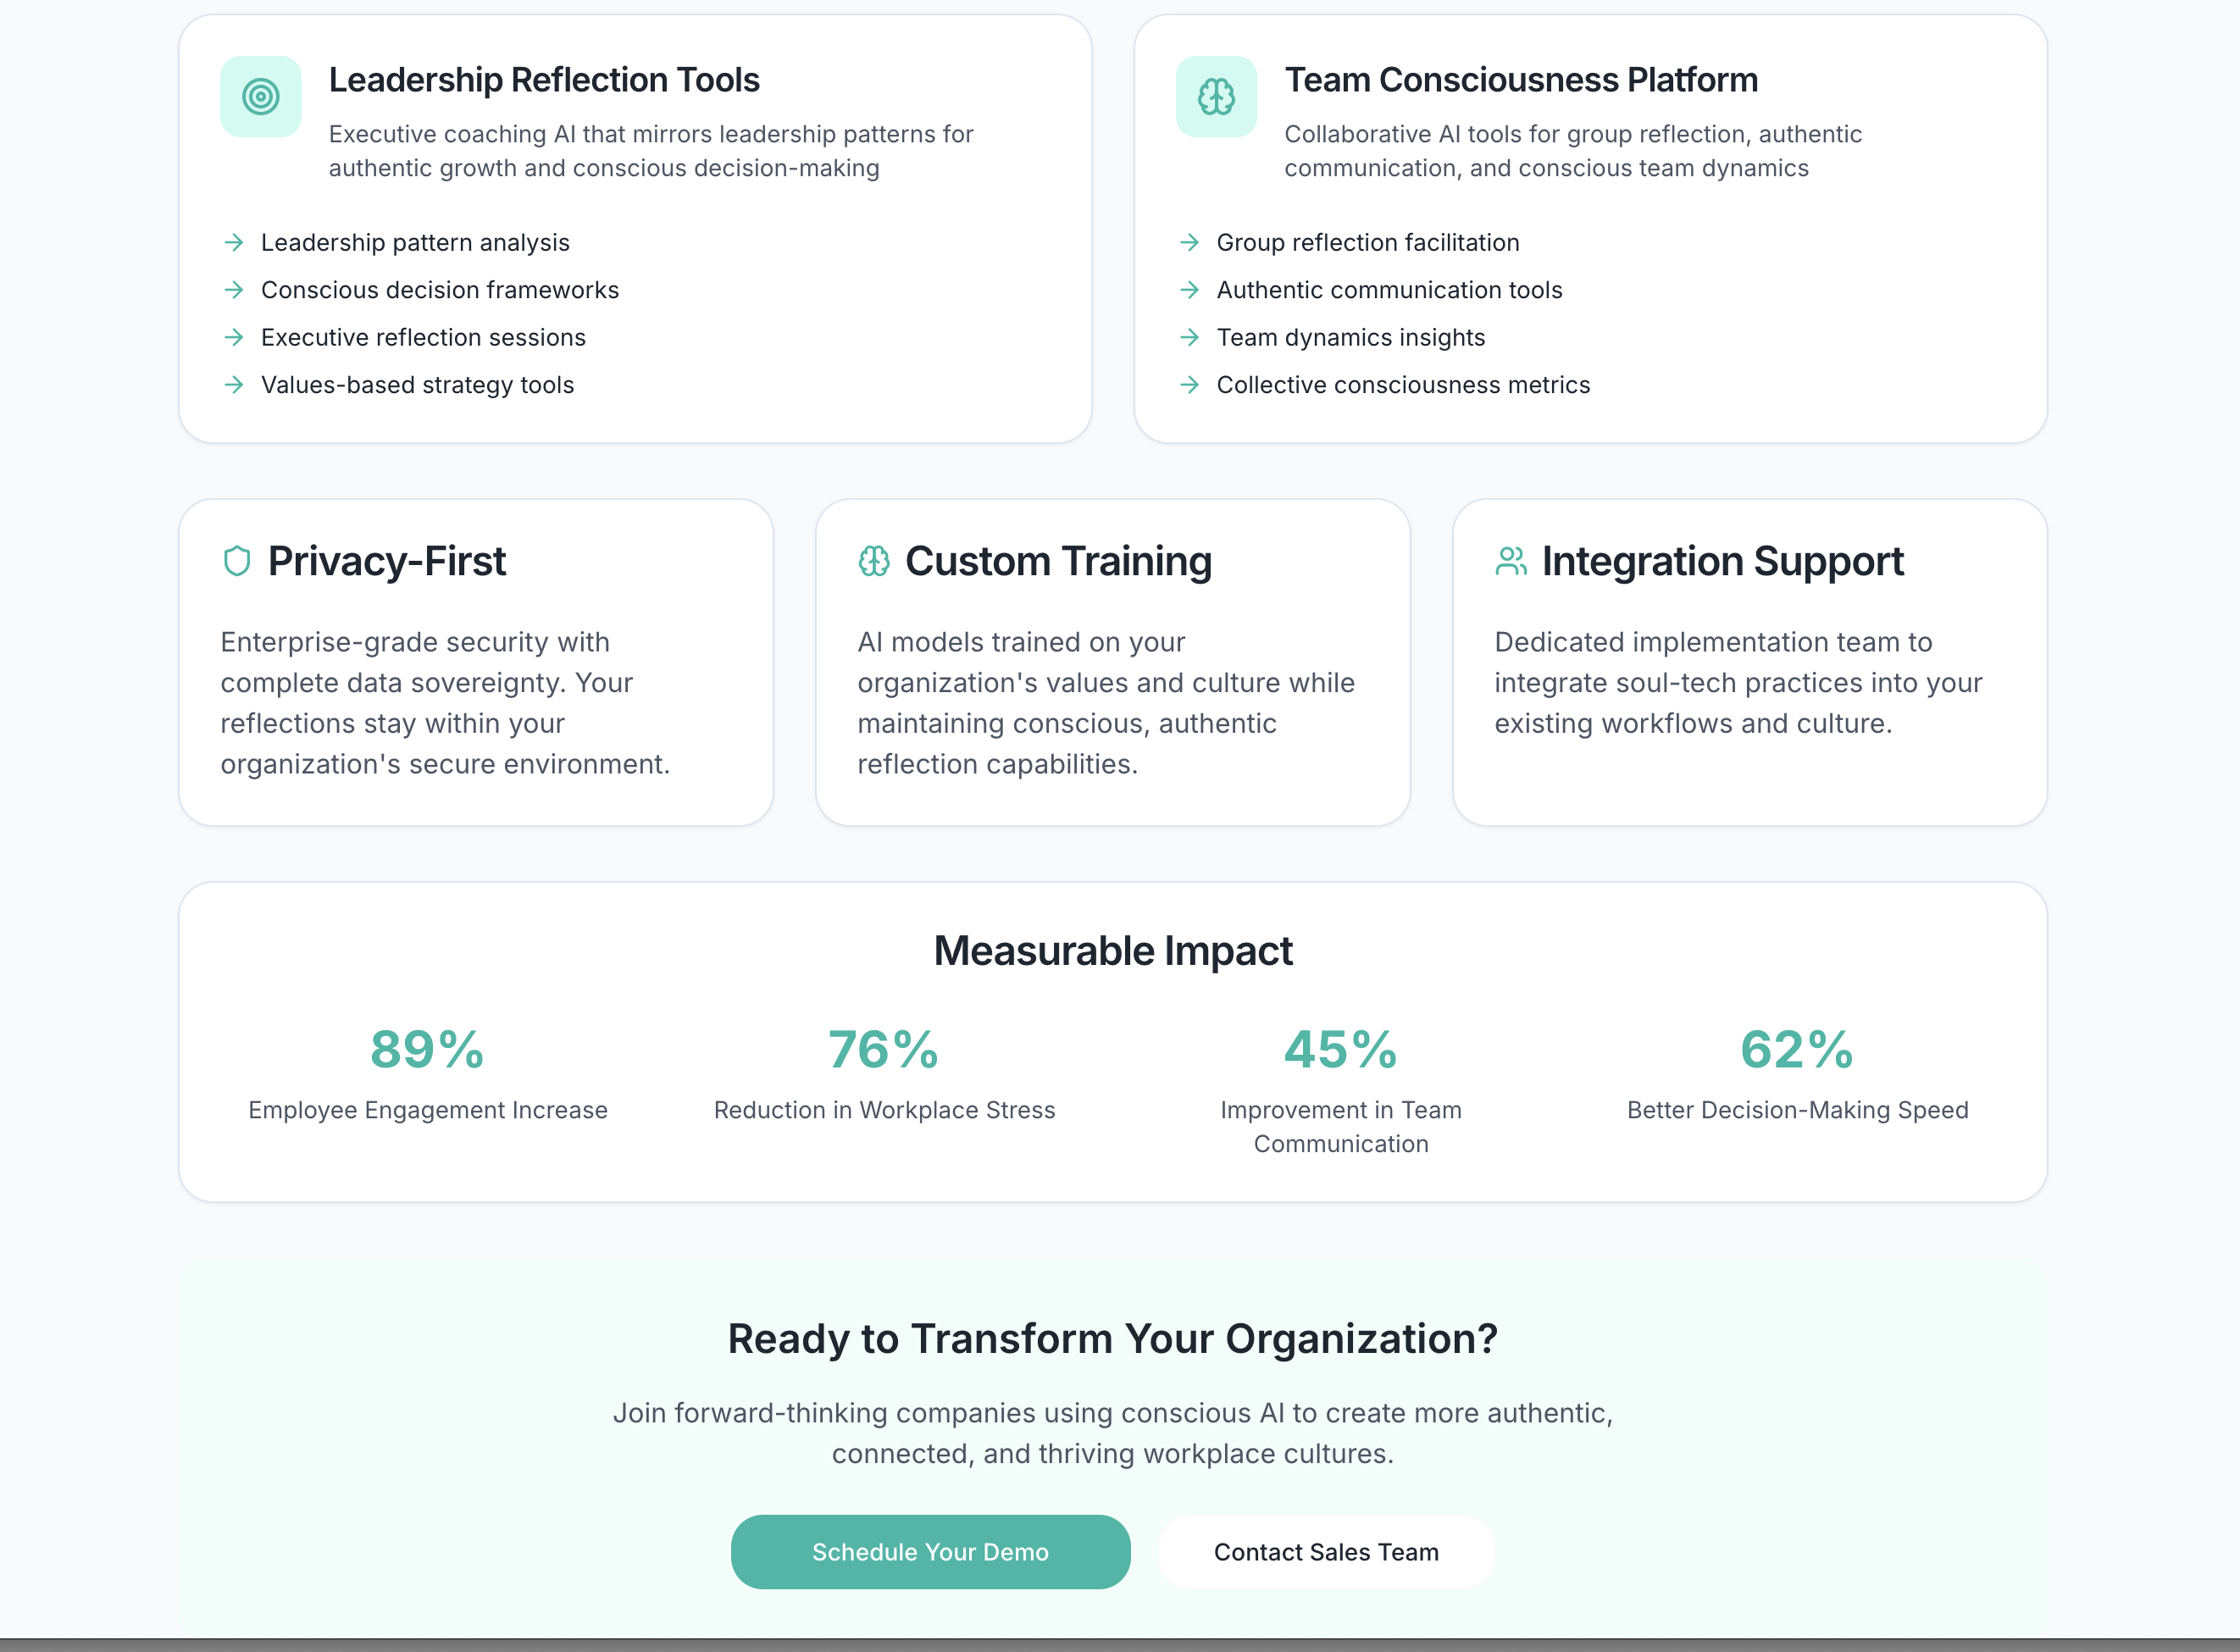 Leadership Reflection Tools
Executive coaching AI that mirrors leadership patterns for
authentic growth and conscious decision-making
Leadership pattern analysis
Conscious decision frameworks
Executive reflection sessions
Values-based strategy tools
Team Consciousness Platform
Collaborative AI tools for group reflection, authentic
communication, and conscious team dynamics
Group reflection facilitation
Authentic communication tools
Team dynamics insights
Collective consciousness metrics
Privacy-First
Enterprise-grade security with
complete data sovereignty. Your
reflections stay within your
organization's secure environment.
Custom Training
AI models trained on your
organization's values and culture while
maintaining conscious, authentic
reflection capabilities.
Integration Support
Dedicated implementation team to
integrate soul-tech practices into your
existing workflows and culture.
Measurable Impact
89%
Employee Engagement Increase
76%
Reduction in Workplace Stress
45%
Improvement in Team
Communication
62%
Better Decision-Making Speed
Ready to Transform Your Organization?
Join forward-thinking companies using conscious AI to create more authentic,
connected, and thriving workplace cultures.
Schedule Your Demo
Contact Sales Team